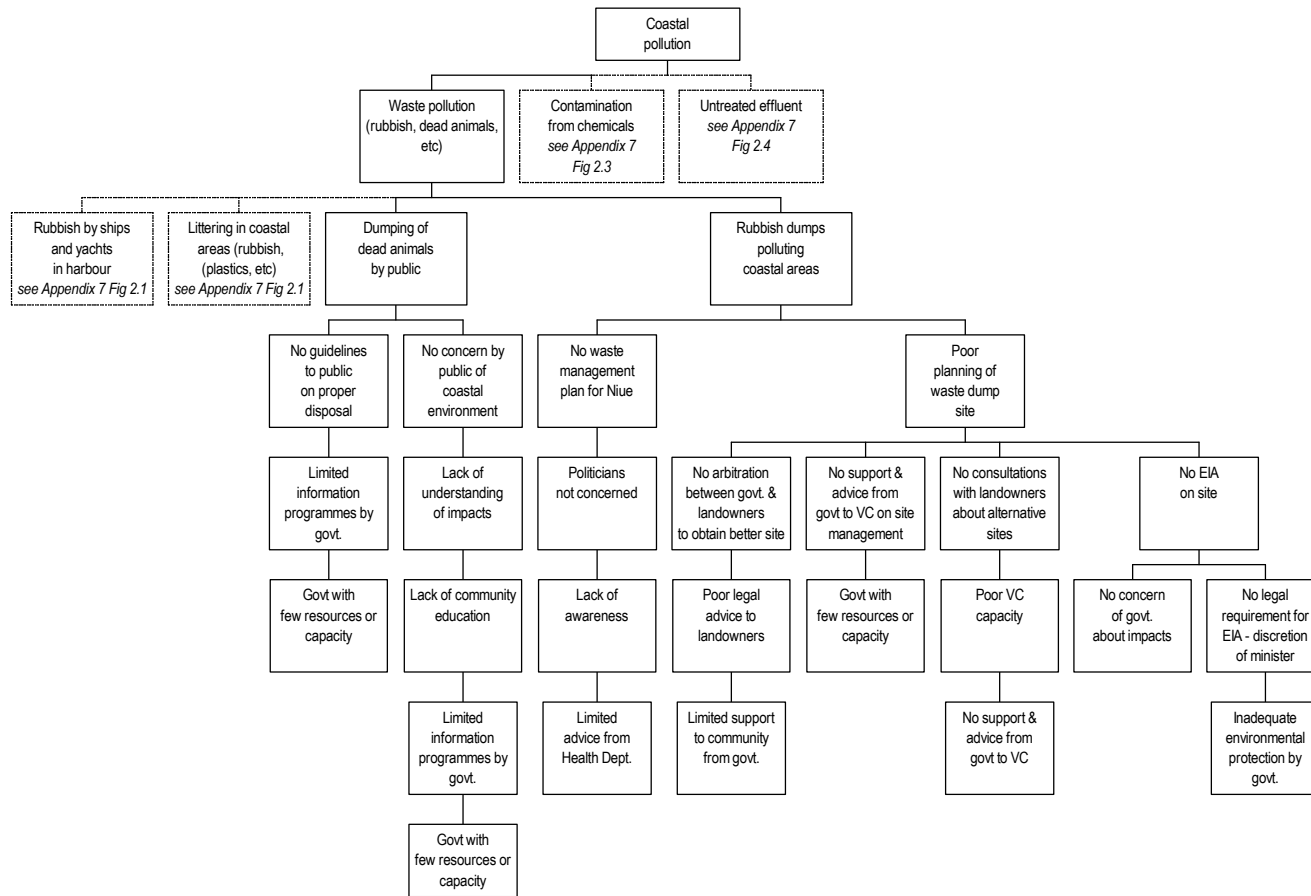 Coastal
pollution
Waste pollution
(rubbish, dead animals,
etc)
Contamination
from chemicals
see Appendix 7
Fig 2.3
Untreated effluent
see Appendix 7
Fig 2.4
Rubbish by ships
and yachts
in harbour
see Appendix 7 Fig 2.1
Littering in coastal
areas (rubbish,
(plastics, etc)
see Appendix 7 Fig 2.1
Dumping of
dead animals
by public
Rubbish dumps
polluting
coastal areas
No guidelines
to public
on proper
disposal
No concern by
public of
coastal
environment
No waste
management
plan for Niue
Poor
planning of
waste dump
site
Limited
information
programmes by
govt.
Lack of
understanding
of impacts
Politicians
not concerned
No arbitration
between govt. &
landowners
to obtain better site
No support &
advice from
govt to VC on site
management
No consultations
with landowners
about alternative
sites
No EIA
on site
Govt with
few resources or
capacity
Lack of community
education
Lack of
awareness
Poor legal
advice to
landowners
Govt with
few resources or
capacity
Poor VC
capacity
No concern
of govt.
about impacts
No legal
requirement for
EIA - discretion
of minister
Limited
information
programmes by
govt.
Limited
advice from
Health Dept.
Limited support
to community
from govt.
No support &
advice from
govt to VC
Inadequate
environmental
protection by
govt.
Govt with
few resources or
capacity